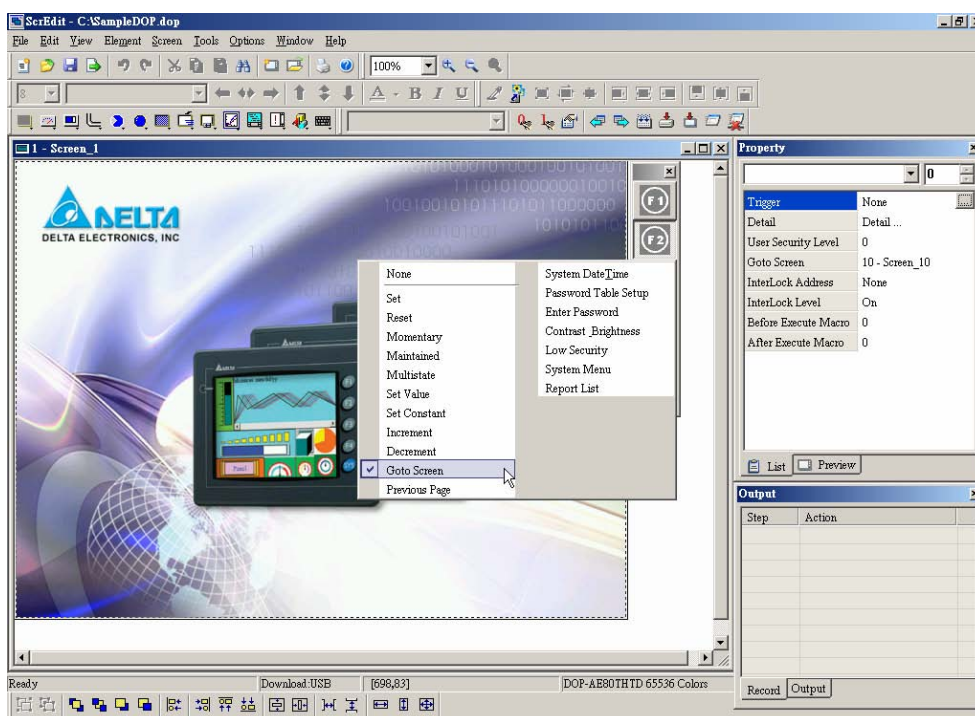 ScrEdit - C:\SampleDOP.dop
File Edit View Element Screen Tools Options Window Help
100%
8
A - B I U
1 - Screen_1
DELTA
DELTA ELECTRONICS, INC
F1
F2
None
Set
Reset
Momentary
Maintained
Multistate
Set Value
Set Constant
Increment
Decrement
Goto Screen
Previous Page
System DateTime
Password Table Setup
Enter Password
Contrast_Brightness
Low Security
System Menu
Report List
Property
0
Trigger None
Detail Detail ...
User Security Level 0
Goto Screen 10 - Screen_10
InterLock Address None
InterLock Level On
Before Execute Macro 0
After Execute Macro 0
List Preview
Output
Step Action
Record Output
Ready Download:USB [698,83] DOP-AE80THTD 65536 Colors